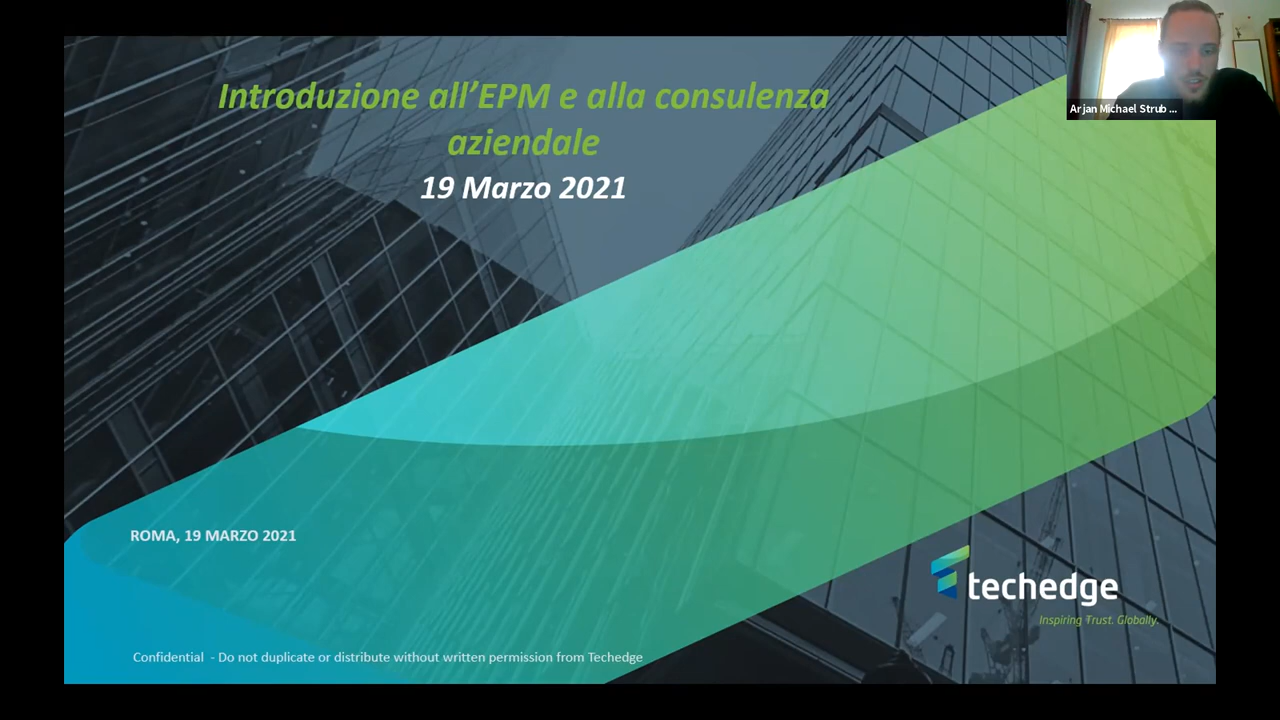 Introduzione all’EPM e alla consulenza
aziendale
19 Marzo 2021
Arjan Michael Strub ...
ROMA, 19 MARZO 2021
techedge
Inspiring Trust. Globally.
Confidential - Do not duplicate or distribute without written permission from Techedge